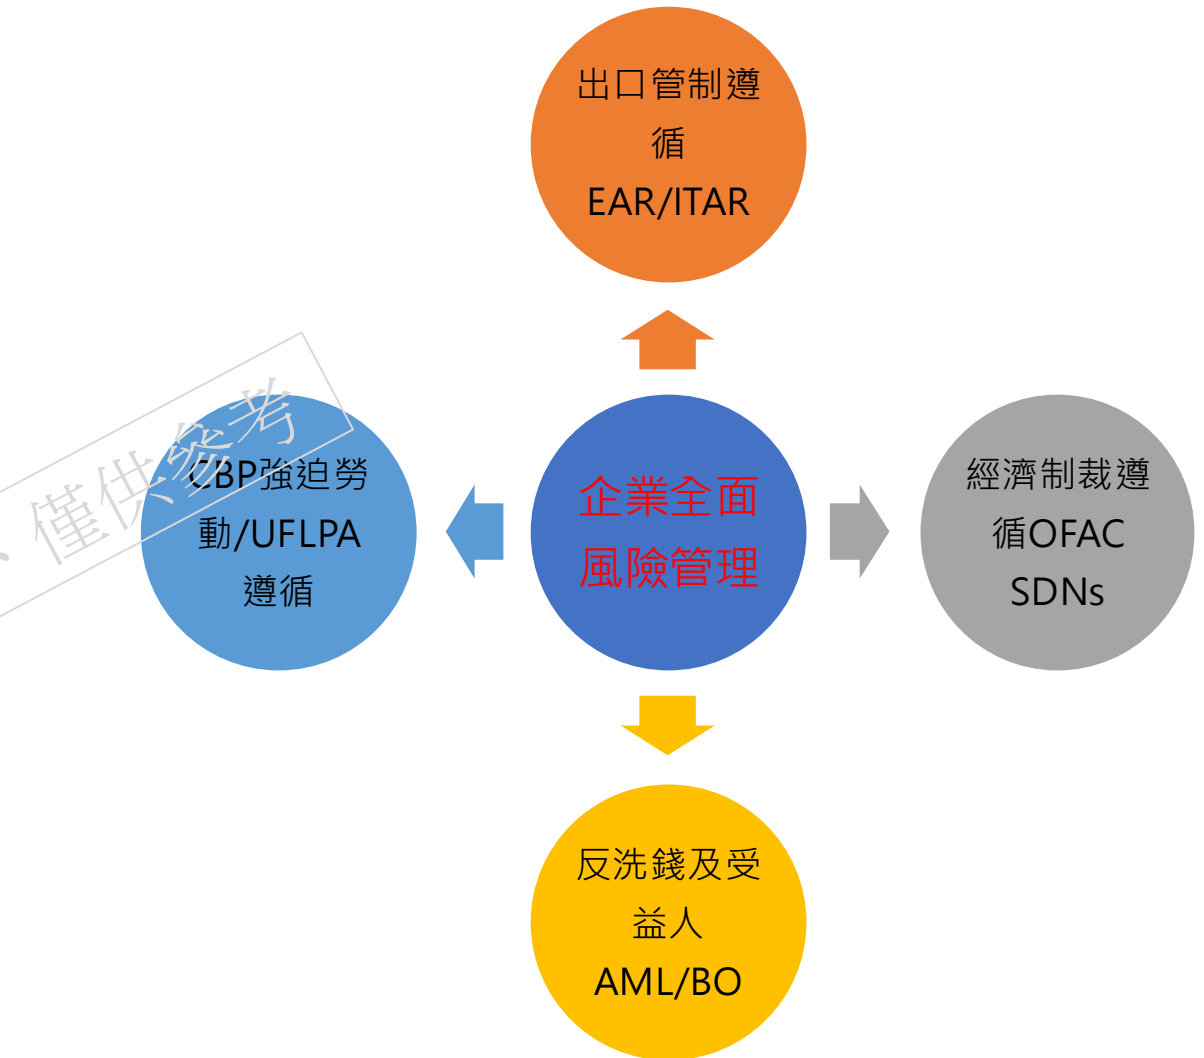 出口管制遵
循
EAR/ITAR
CBP強迫勞
動/UFLPA
遵循
企業全面
風險管理
經濟制裁遵
循OFAC
SDNs
反洗錢及受
益人
AML/BO
、僅供參考